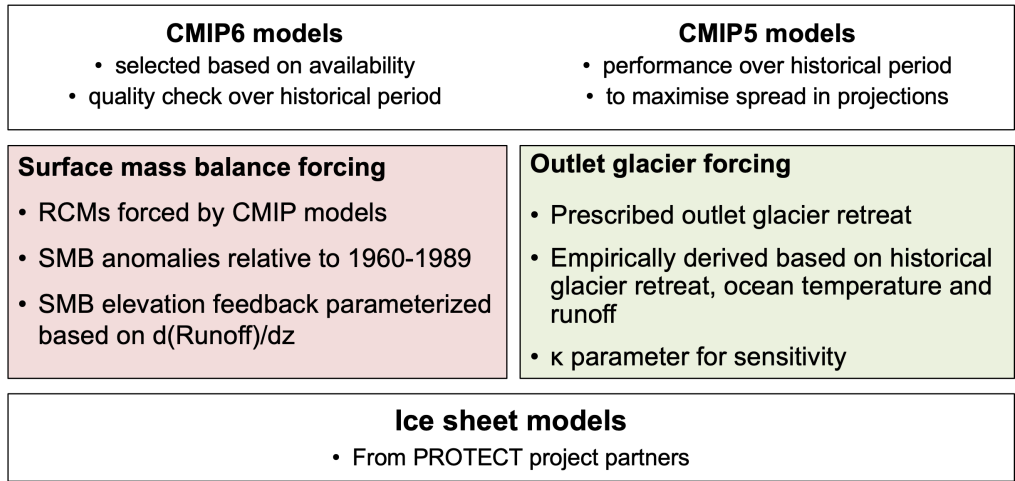 CMIP6 models
• selected based on availability
• quality check over historical period
CMIP5 models
• performance over historical period
• to maximise spread in projections
Surface mass balance forcing
• RCMs forced by CMIP models
• SMB anomalies relative to 1960-1989
• SMB elevation feedback parameterized
based on d(Runoff)/dz
Outlet glacier forcing
• Prescribed outlet glacier retreat
• Empirically derived based on historical
glacier retreat, ocean temperature and
runoff
• κ parameter for sensitivity
Ice sheet models
• From PROTECT project partners